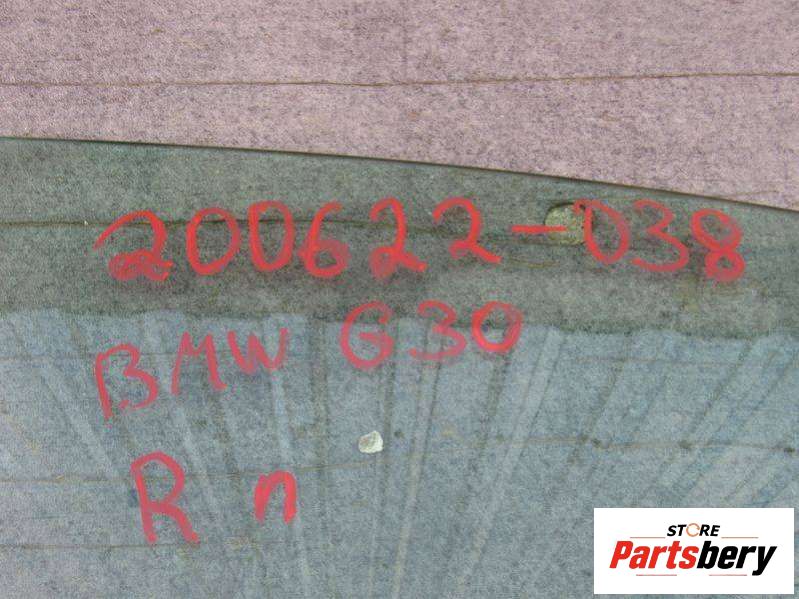 200622-038
BMW G30
R n
STORE
Partsbery